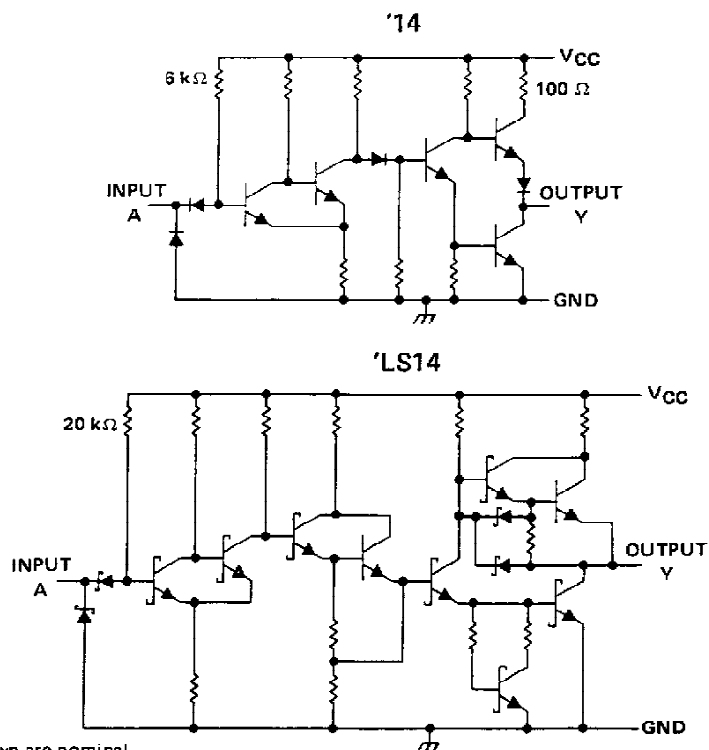 '14
VCC
6 kΩ
100 Ω
INPUT
A
OUTPUT
Y
GND
'LS14
VCC
20 kΩ
INPUT
A
OUTPUT
Y
GND
are nominal